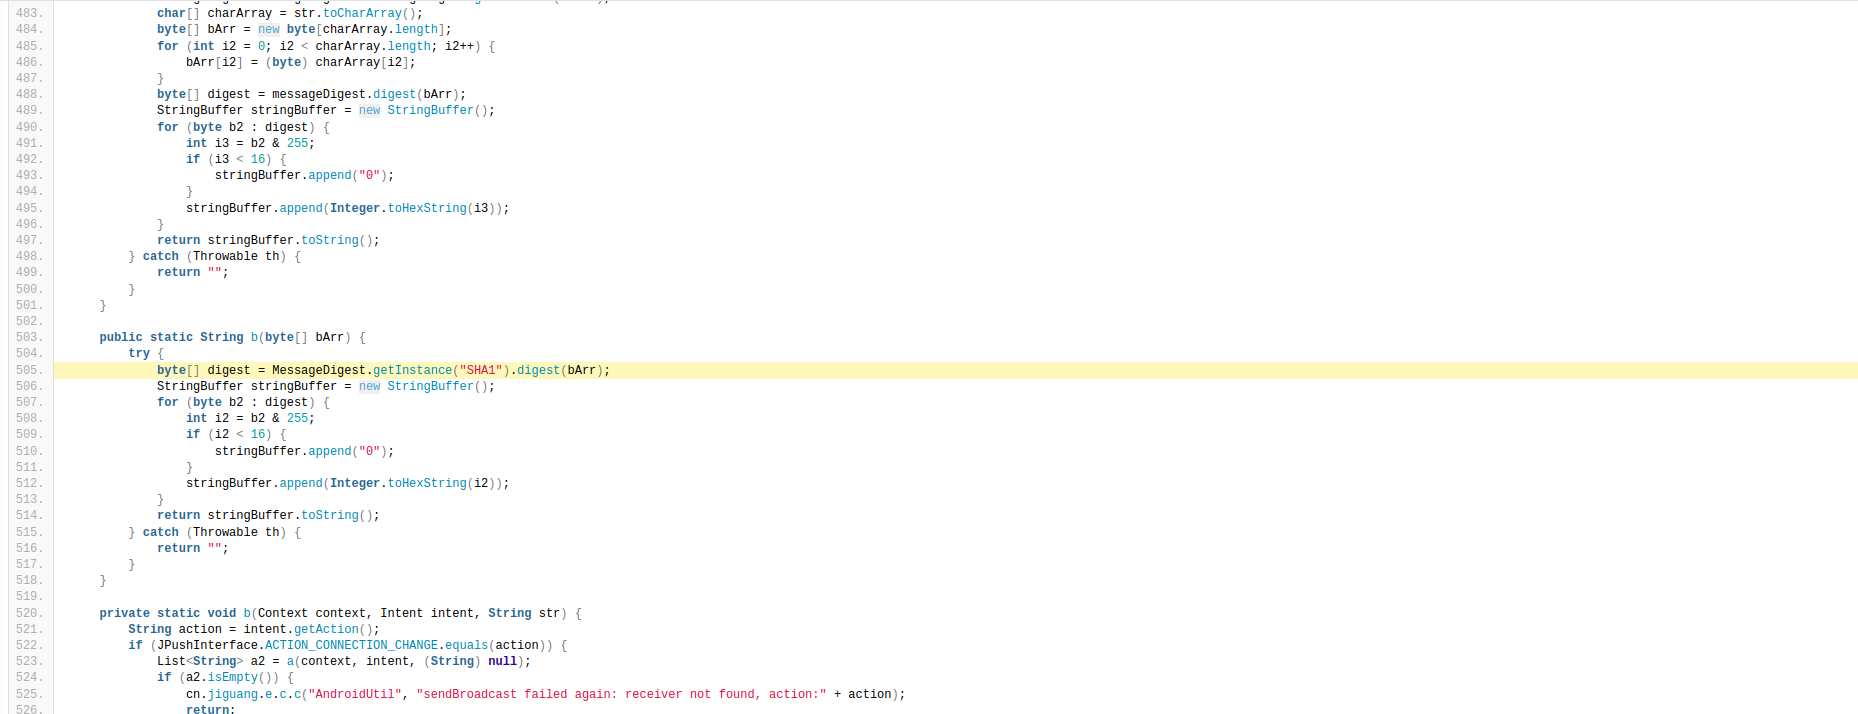 483. char[] charArray = str.toCharArray();
484. byte[] bArr = new byte[charArray.length];
485. for (int i2 = 0; i2 < charArray.length; i2++) {
486. bArr[i2] = (byte) charArray[i2];
487. }
488. byte[] digest = messageDigest.digest(bArr);
489. StringBuffer stringBuffer = new StringBuffer();
490. for (byte b2 : digest) {
491. int i3 = b2 & 255;
492. if (i3 < 16) {
493. stringBuffer.append("0");
494. }
495. stringBuffer.append(Integer.toHexString(i3));
496. }
497. return stringBuffer.toString();
498. } catch (Throwable th) {
499. return "";
500. }
501. }
502.
503. public static String b(byte[] bArr) {
504. try {
505. byte[] digest = MessageDigest.getInstance("SHA1").digest(bArr);
506. StringBuffer stringBuffer = new StringBuffer();
507. for (byte b2 : digest) {
508. int i2 = b2 & 255;
509. if (i2 < 16) {
510. stringBuffer.append("0");
511. }
512. stringBuffer.append(Integer.toHexString(i2));
513. }
514. return stringBuffer.toString();
515. } catch (Throwable th) {
516. return "";
517. }
518. }
519.
520. private static void b(Context context, Intent intent, String str) {
521. String action = intent.getAction();
522. if (JPushInterface.ACTION_CONNECTION_CHANGE.equals(action)) {
523. List<String> a2 = a(context, intent, (String) null);
524. if (a2.isEmpty()) {
525. cn.jiguang.e.c.c("AndroidUtil", "sendBroadcast failed again: receiver not found, action:" + action);
526. return;